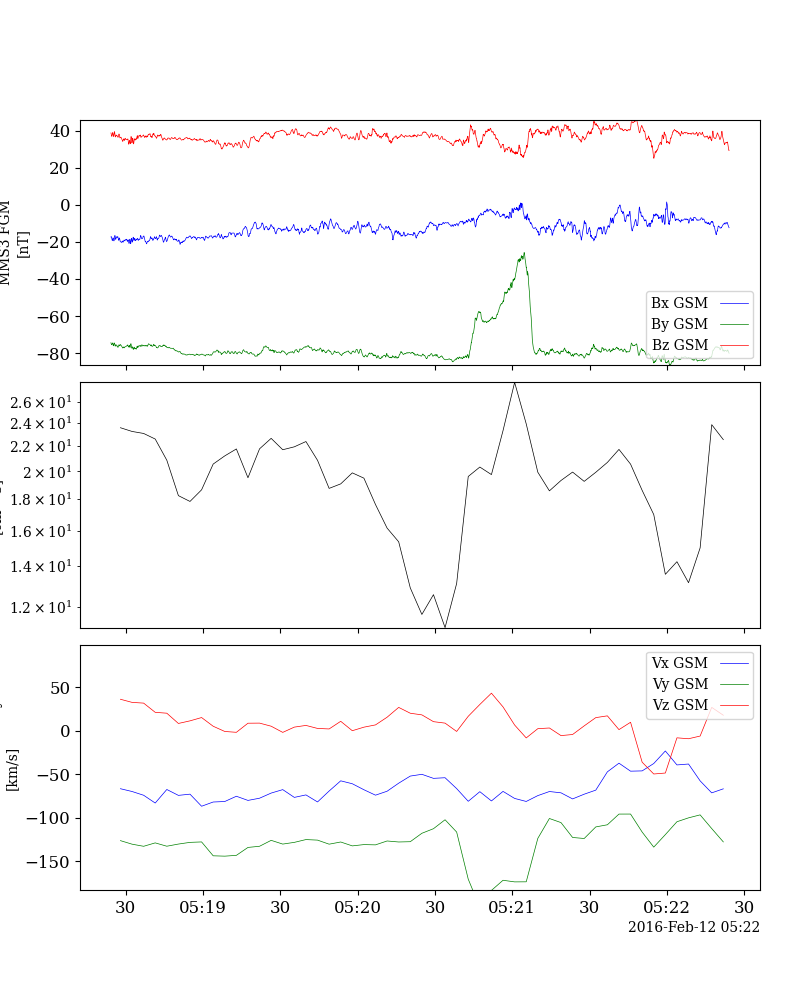 MMS3 FGM
[nT]
40
20
0
−20
−40
−60
−80
Bx GSM
By GSM
Bz GSM
2.6 × 10¹
2.4 × 10¹
2.2 × 10¹
2 × 10¹
1.8 × 10¹
1.6 × 10¹
1.4 × 10¹
1.2 × 10¹
[km/s]
50
0
−50
−100
−150
Vx GSM
Vy GSM
Vz GSM
30 05:19 30 05:20 30 05:21 30 05:22 30
2016-Feb-12 05:22